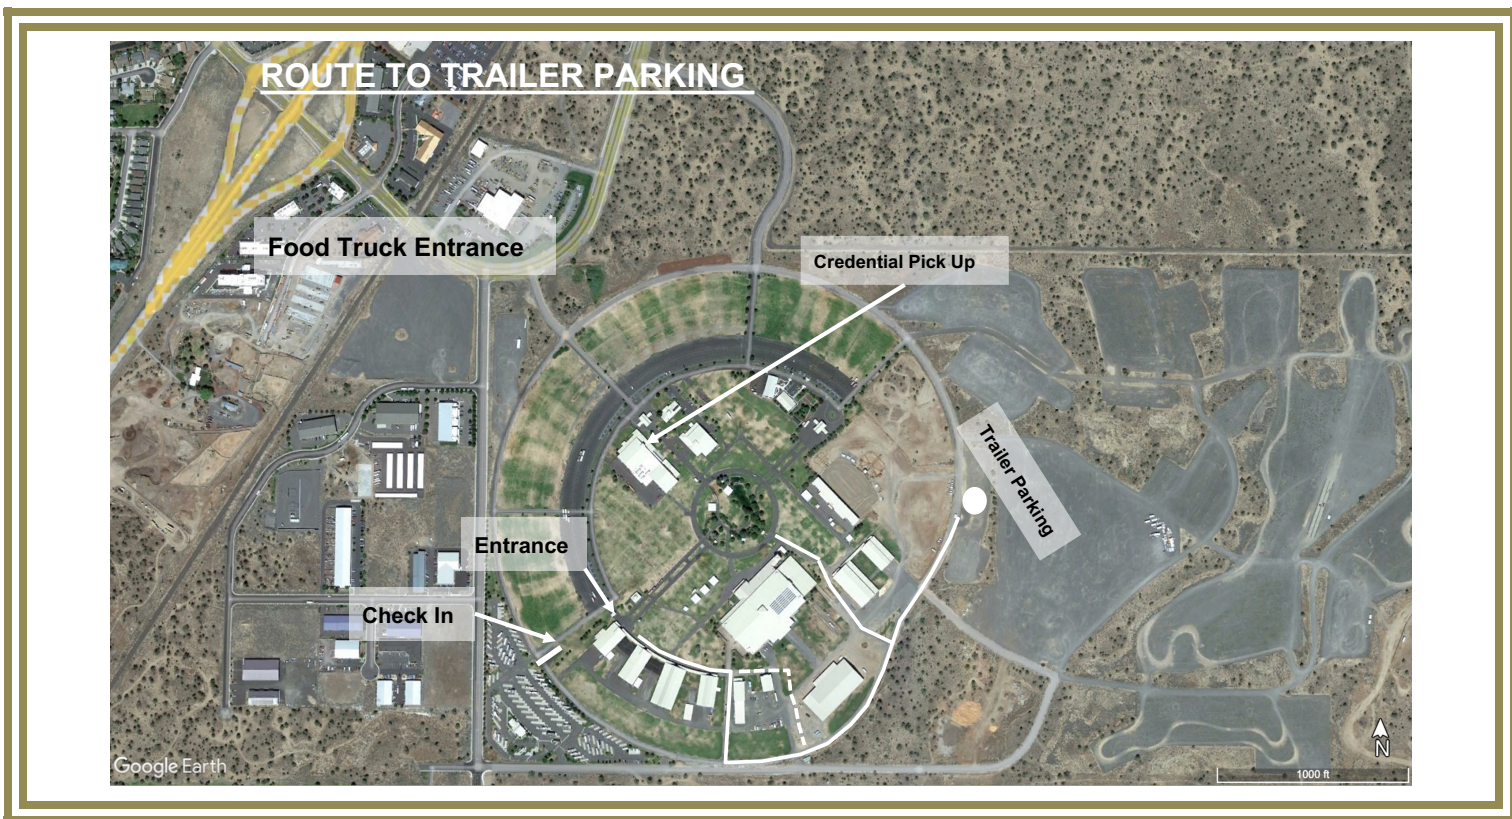 ROUTE TO TRAILER PARKING
Food Truck Entrance
Credential Pick Up
Trailer Parking
Entrance
Check In
Google Earth
N
1000 ft